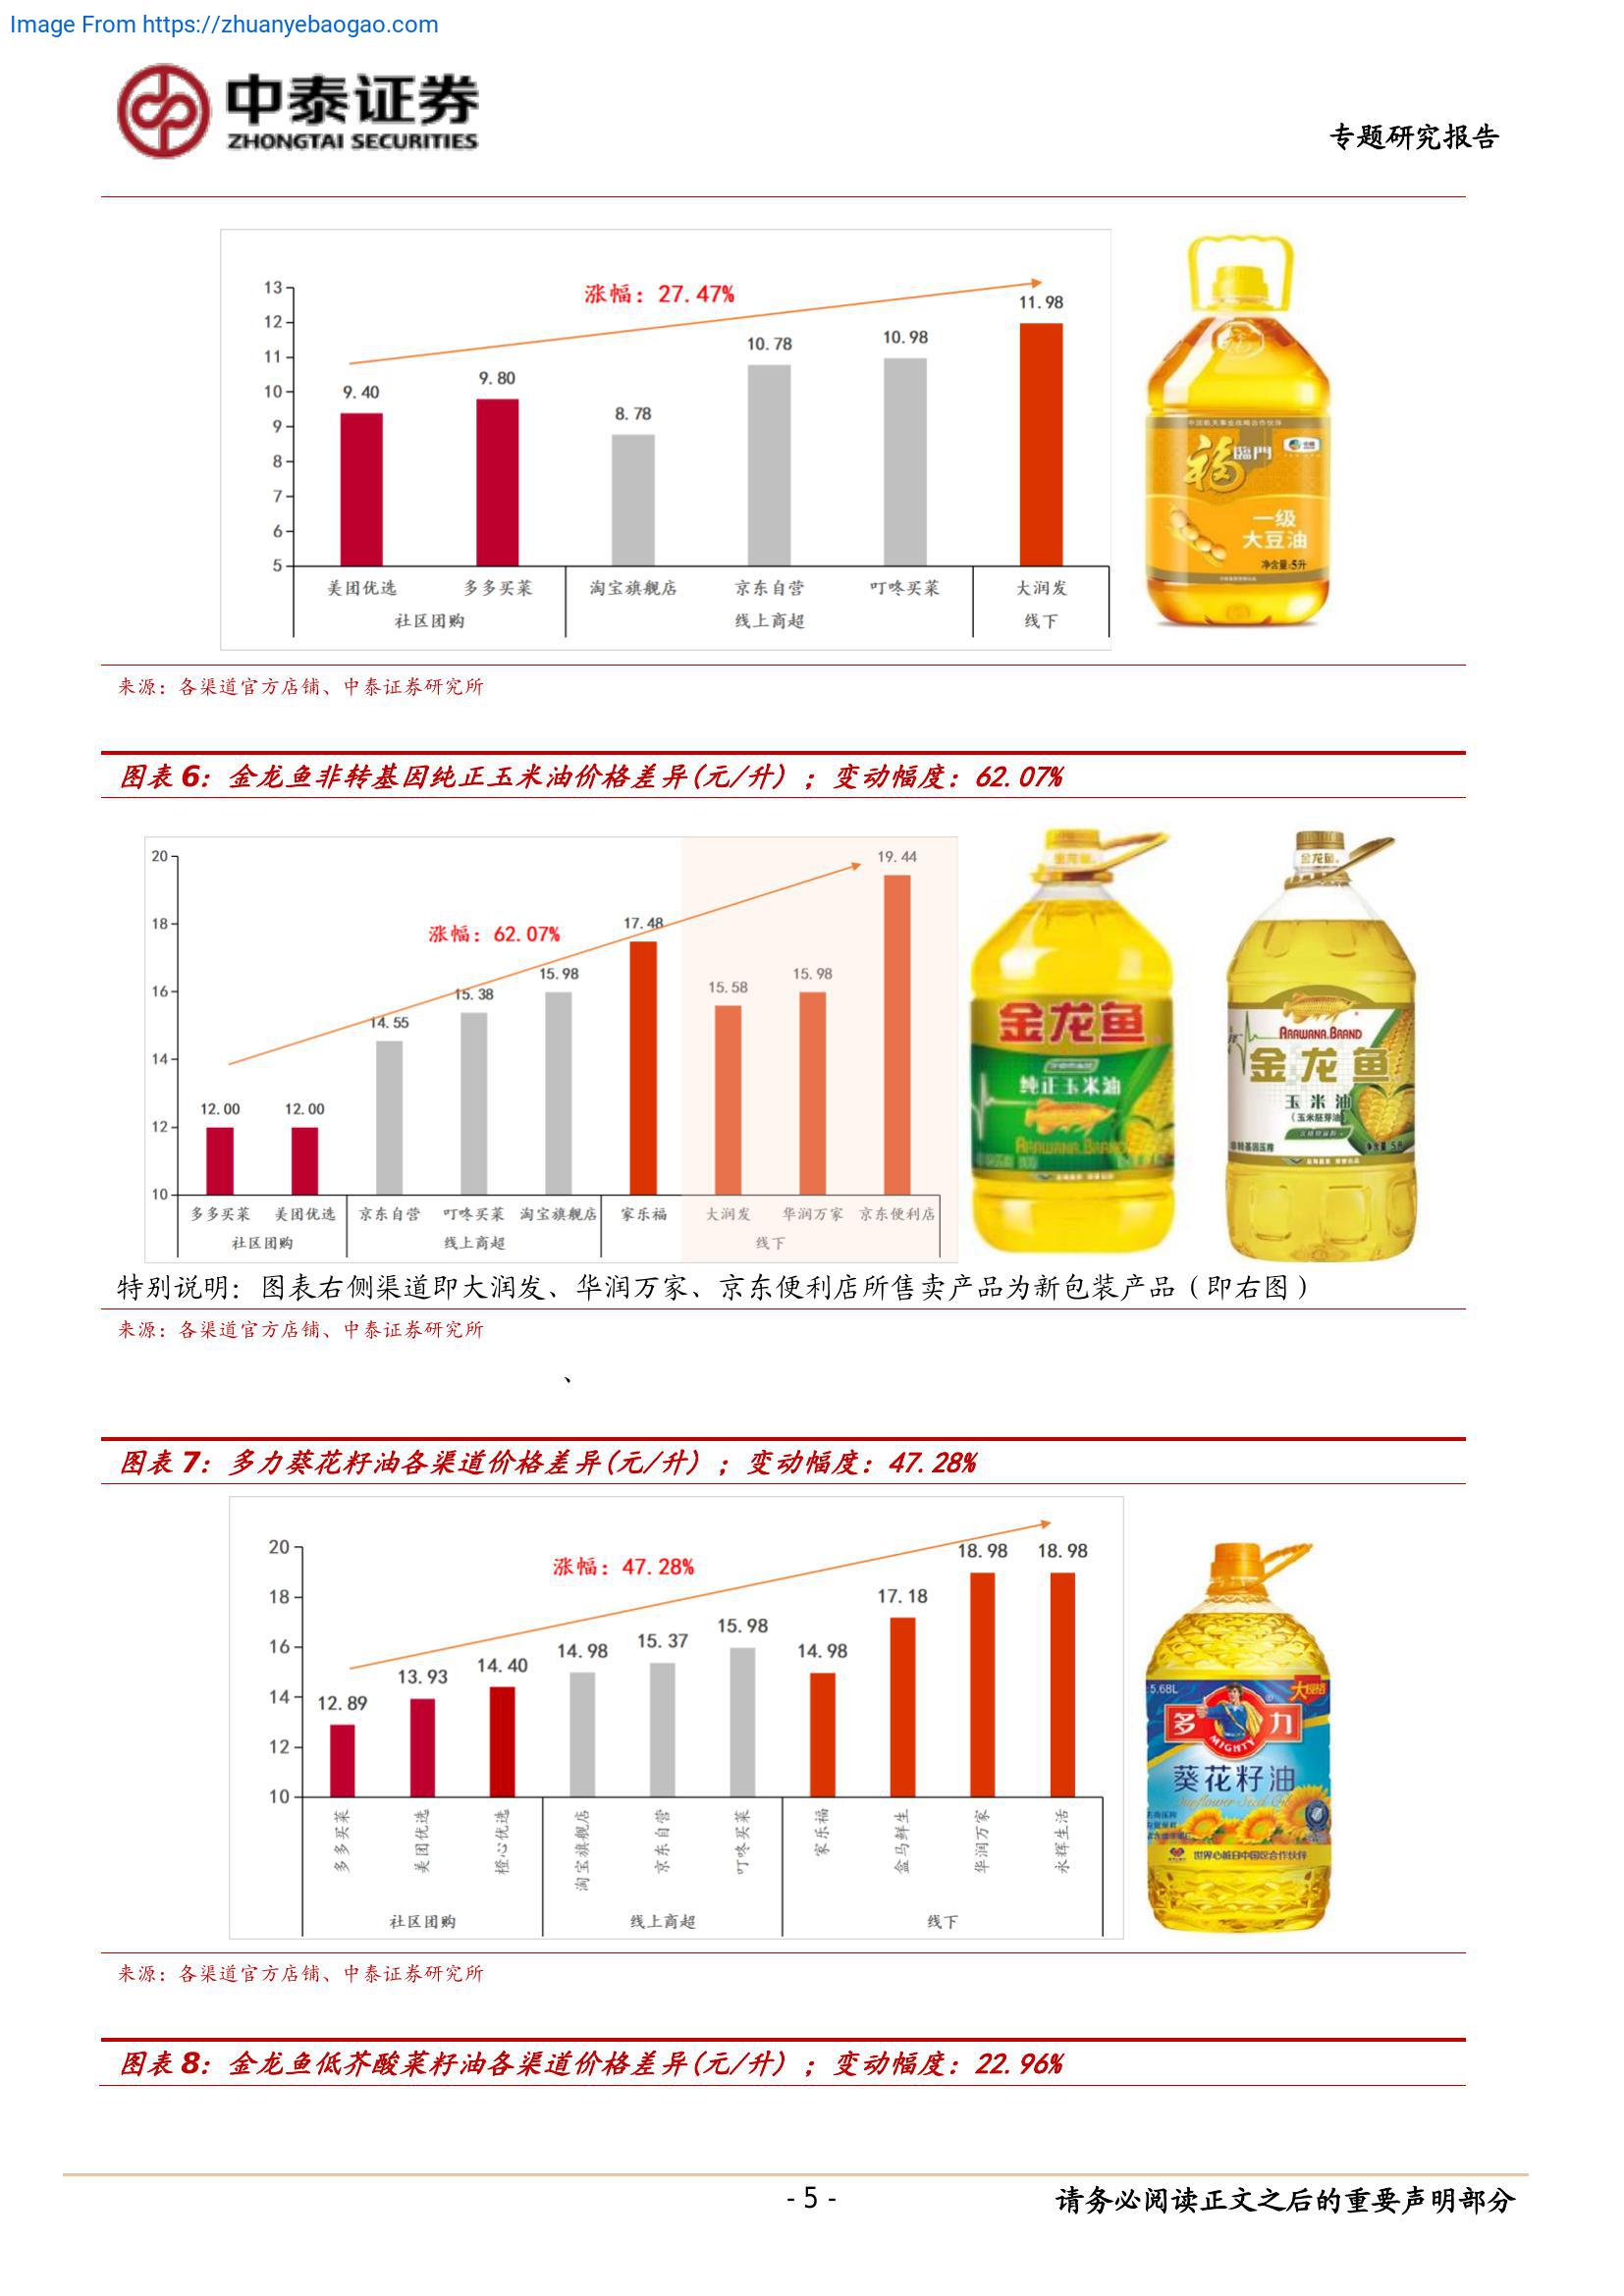 Image From https://zhuanyebaogao.com
中泰证券
ZHONGTAI SECURITIES
专题研究报告
涨幅：27.47%
13
12
11
10
9
8
7
6
5
9.40
9.80
8.78
10.78
10.98
11.98
美团优选 多多买菜 淘宝旗舰店 京东自营 叮咚买菜 大润发
社区团购 线上商超 线下
福臨門
一级
大豆油
净含量:5升
来源：各渠道官方店铺、中泰证券研究所
图表 6：金龙鱼非转基因纯正玉米油价格差异(元/升)；变动幅度：62.07%
涨幅：62.07%
20
18
16
14
12
10
12.00
12.00
14.55
15.38
15.98
17.48
15.58
15.98
19.44
多多买菜 美团优选 京东自营 叮咚买菜 淘宝旗舰店 家乐福 大润发 华润万家 京东便利店
社区团购 线上商超 线下
金龙鱼
金龙鱼
纯正玉米油
ARAWANA BRAND
金龙鱼
ARAWANA BRAND
金龙鱼
玉米油
（玉米胚芽油）
特别说明：图表右侧渠道即大润发、华润万家、京东便利店所售卖产品为新包装产品（即右图）
来源：各渠道官方店铺、中泰证券研究所
、
图表 7：多力葵花籽油各渠道价格差异(元/升)；变动幅度：47.28%
涨幅：47.28%
20
18
16
14
12
10
12.89
13.93
14.40
14.98
15.37
15.98
14.98
17.18
18.98
18.98
多多买菜 美团优选 橙心优选 淘宝旗舰店 京东自营 叮咚买菜 家乐福 盒马鲜生 华润万家 永辉生活
社区团购 线上商超 线下
5.68L
多力
MIGHTY
葵花籽油
Sunflower Seed Oil
世界心脏日中国区合作伙伴
来源：各渠道官方店铺、中泰证券研究所
图表 8：金龙鱼低芥酸菜籽油各渠道价格差异(元/升)；变动幅度：22.96%
- 5 -
请务必阅读正文之后的重要声明部分